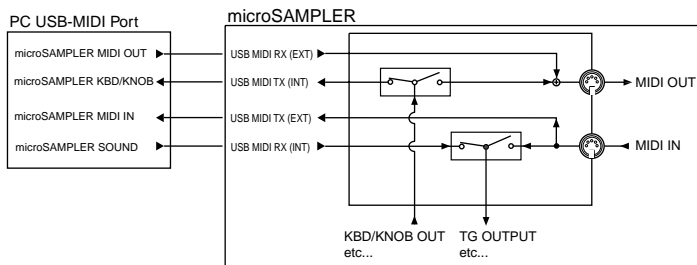 PC USB-MIDI Port
microSAMPLER
microSAMPLER MIDI OUT
USB MIDI RX (EXT)
microSAMPLER KBD/KNOB
USB MIDI TX (INT)
MIDI OUT
microSAMPLER MIDI IN
USB MIDI TX (EXT)
microSAMPLER SOUND
USB MIDI RX (INT)
MIDI IN
KBD/KNOB OUT
etc...
TG OUTPUT
etc...